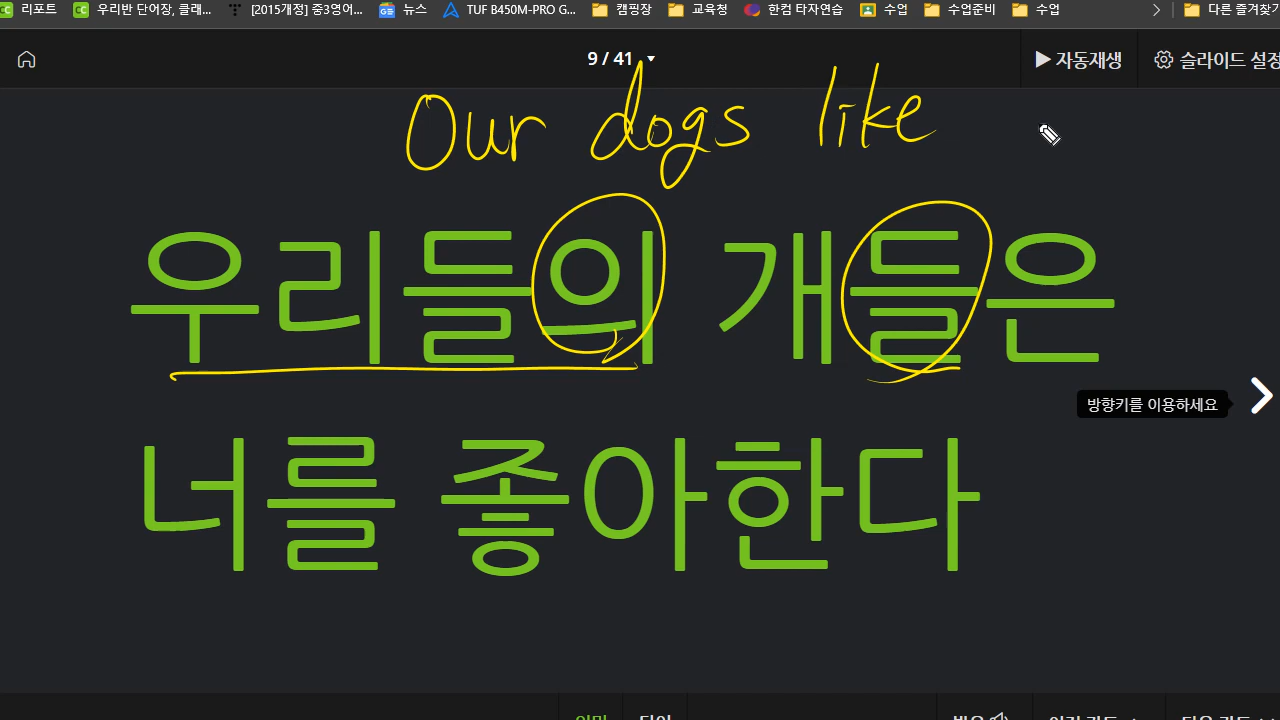 리포트 우리반 단어장, 클래... [2015개정] 중3영어... 뉴스 TUF B450M-PRO G... 캠핑장 교육청 한컴 타자연습 수업 수업준비 수업 다른 즐겨찾기
9 / 41 자동재생 슬라이드 설정
Our dogs like
우리들의 개들은
방향키를 이용하세요
너를 좋아한다